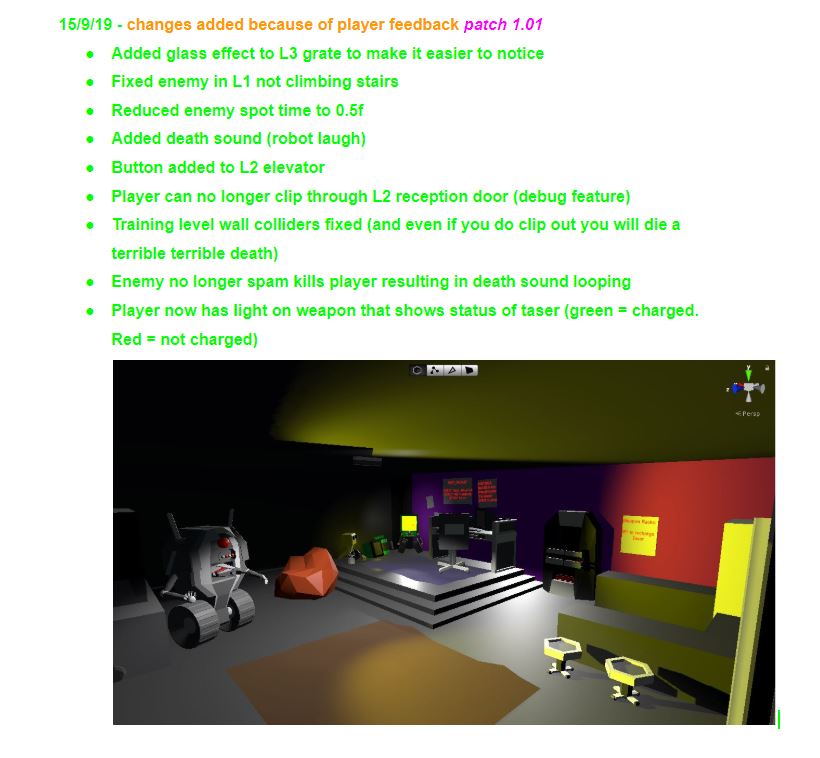 15/9/19 - changes added because of player feedback patch 1.01
● Added glass effect to L3 grate to make it easier to notice
● Fixed enemy in L1 not climbing stairs
● Reduced enemy spot time to 0.5f
● Added death sound (robot laugh)
● Button added to L2 elevator
● Player can no longer clip through L2 reception door (debug feature)
● Training level wall colliders fixed (and even if you do clip out you will die a
terrible terrible death)
● Enemy no longer spam kills player resulting in death sound looping
● Player now has light on weapon that shows status of taser (green = charged.
Red = not charged)
y
z
Persp
Racks
recharge